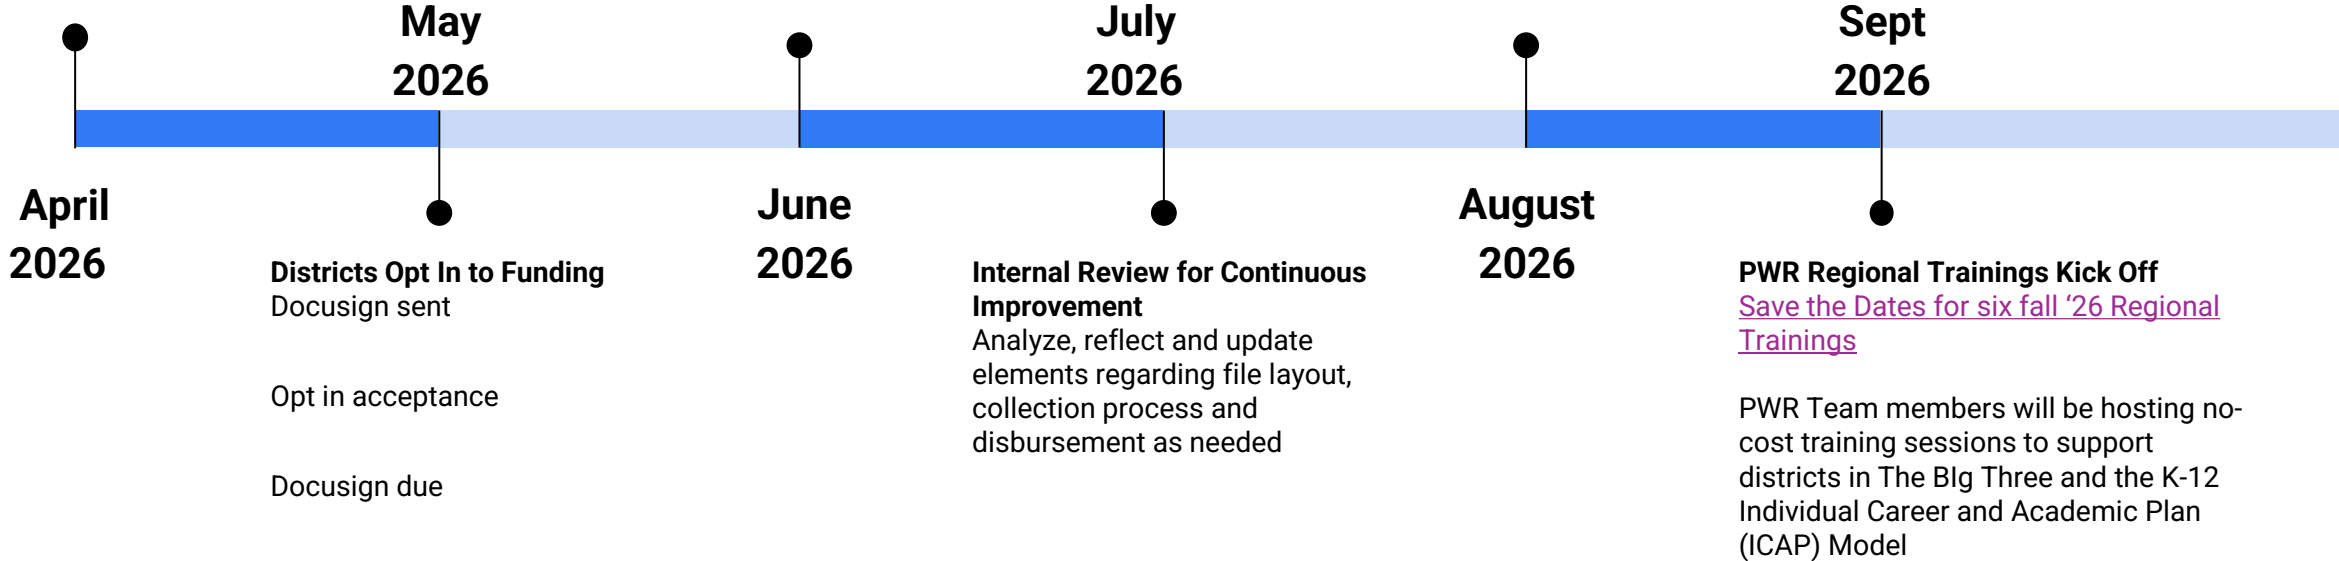 May
2026
July
2026
Sept
2026
April
2026
June
2026
August
2026
Districts Opt In to Funding
Docusign sent
Opt in acceptance
Docusign due
Internal Review for Continuous
Improvement
Analyze, reflect and update
elements regarding file layout,
collection process and
disbursement as needed
PWR Regional Trainings Kick Off
Save the Dates for six fall ‘26 Regional
Trainings
PWR Team members will be hosting no-
cost training sessions to support
districts in The BIg Three and the K-12
Individual Career and Academic Plan
(ICAP) Model